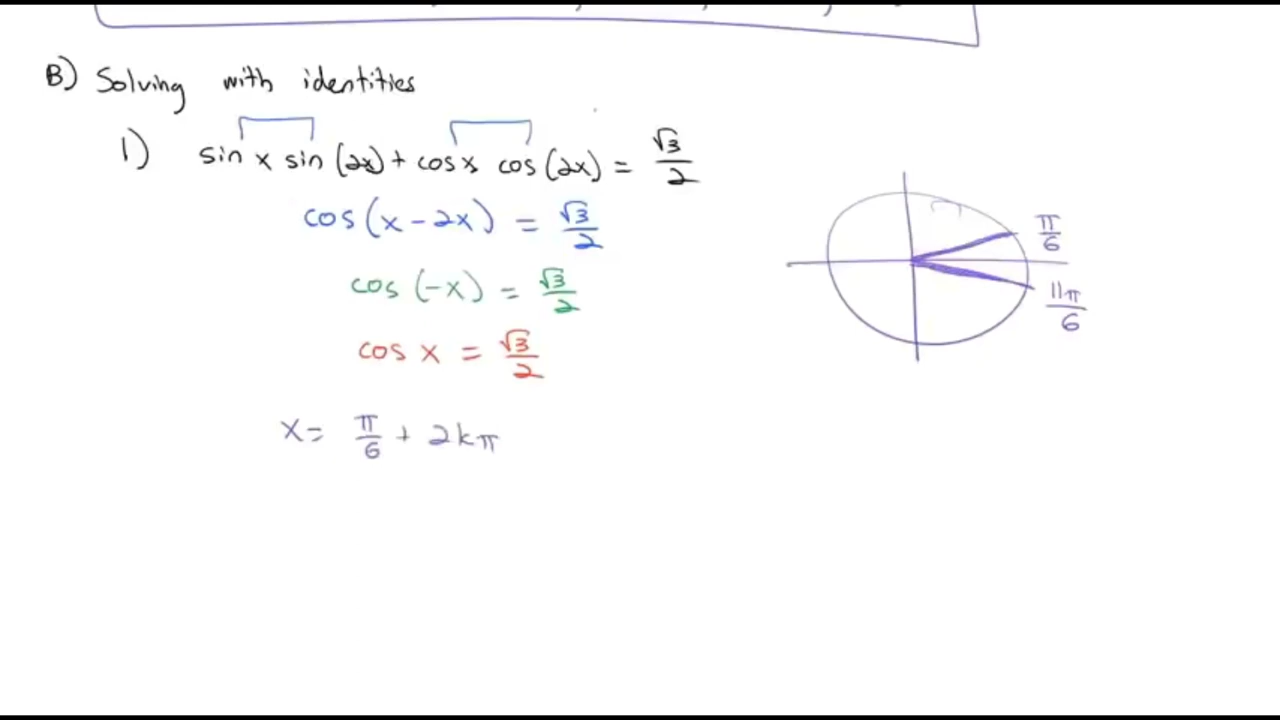 B) Solving with identities
1) sin x sin (2x) + cos x cos (2x) = √3/2
cos (x - 2x) = √3/2
π/6
cos (-x) = √3/2
11π/6
cos x = √3/2
x = π/6 + 2kπ